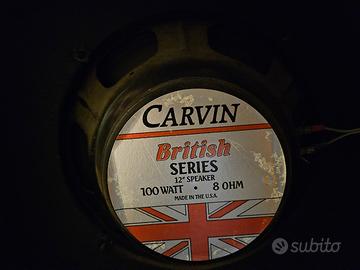 CARVIN
British
SERIES
12" SPEAKER
100 WATT • 8 OHM
MADE IN THE U.S.A.
subito